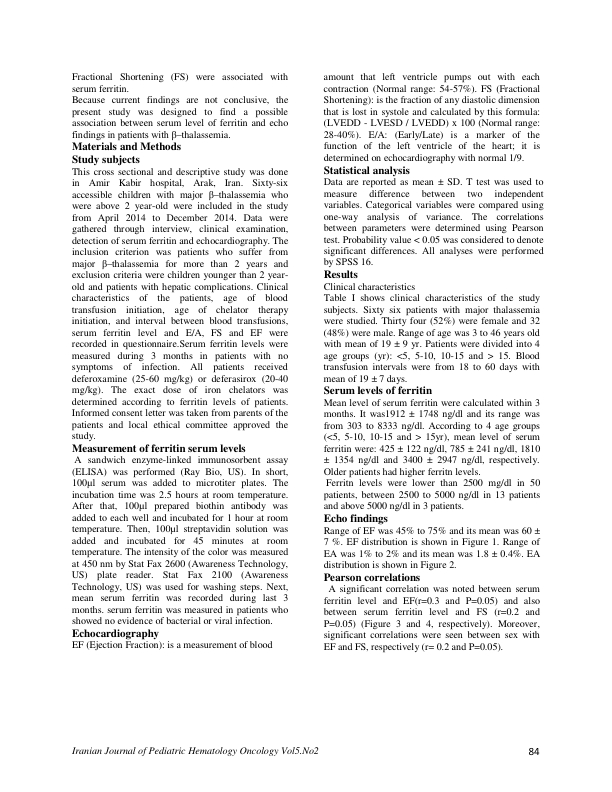 Fractional Shortening (FS) were associated with
serum ferritin.
Because current findings are not conclusive, the
present study was designed to find a possible
association between serum level of ferritin and echo
findings in patients with β–thalassemia.
Materials and Methods
Study subjects
This cross sectional and descriptive study was done
in Amir Kabir hospital, Arak, Iran. Sixty-six
accessible children with major β–thalassemia who
were above 2 year-old were included in the study
from April 2014 to December 2014. Data were
gathered through interview, clinical examination,
detection of serum ferritin and echocardiography. The
inclusion criterion was patients who suffer from
major β–thalassemia for more than 2 years and
exclusion criteria were children younger than 2 year-
old and patients with hepatic complications. Clinical
characteristics of the patients, age of blood
transfusion initiation, age of chelator therapy
initiation, and interval between blood transfusions,
serum ferritin level and E/A, FS and EF were
recorded in questionnaire.Serum ferritin levels were
measured during 3 months in patients with no
symptoms of infection. All patients received
deferoxamine (25-60 mg/kg) or deferasirox (20-40
mg/kg). The exact dose of iron chelators was
determined according to ferritin levels of patients.
Informed consent letter was taken from parents of the
patients and local ethical committee approved the
study.
Measurement of ferritin serum levels
A sandwich enzyme-linked immunosorbent assay
(ELISA) was performed (Ray Bio, US). In short,
100µl serum was added to microtiter plates. The
incubation time was 2.5 hours at room temperature.
After that, 100µl prepared biothin antibody was
added to each well and incubated for 1 hour at room
temperature. Then, 100µl streptavidin solution was
added and incubated for 45 minutes at room
temperature. The intensity of the color was measured
at 450 nm by Stat Fax 2600 (Awareness Technology,
US) plate reader. Stat Fax 2100 (Awareness
Technology, US) was used for washing steps. Next,
mean serum ferritin was recorded during last 3
months. serum ferritin was measured in patients who
showed no evidence of bacterial or viral infection.
Echocardiography
EF (Ejection Fraction): is a measurement of blood
amount that left ventricle pumps out with each
contraction (Normal range: 54-57%). FS (Fractional
Shortening): is the fraction of any diastolic dimension
that is lost in systole and calculated by this formula:
(LVEDD - LVESD / LVEDD) x 100 (Normal range:
28-40%). E/A: (Early/Late) is a marker of the
function of the left ventricle of the heart; it is
determined on echocardiography with normal 1/9.
Statistical analysis
Data are reported as mean ± SD. T test was used to
measure difference between two independent
variables. Categorical variables were compared using
one-way analysis of variance. The correlations
between parameters were determined using Pearson
test. Probability value < 0.05 was considered to denote
significant differences. All analyses were performed
by SPSS 16.
Results
Clinical characteristics
Table I shows clinical characteristics of the study
subjects. Sixty six patients with major thalassemia
were studied. Thirty four (52%) were female and 32
(48%) were male. Range of age was 3 to 46 years old
with mean of 19 ± 9 yr. Patients were divided into 4
age groups (yr): <5, 5-10, 10-15 and > 15. Blood
transfusion intervals were from 18 to 60 days with
mean of 19 ± 7 days.
Serum levels of ferritin
Mean level of serum ferritin were calculated within 3
months. It was1912 ± 1748 ng/dl and its range was
from 303 to 8333 ng/dl. According to 4 age groups
(<5, 5-10, 10-15 and > 15yr), mean level of serum
ferritin were: 425 ± 122 ng/dl, 785 ± 241 ng/dl, 1810
± 1354 ng/dl and 3400 ± 2947 ng/dl, respectively.
Older patients had higher ferritn levels.
Ferritn levels were lower than 2500 mg/dl in 50
patients, between 2500 to 5000 ng/dl in 13 patients
and above 5000 ng/dl in 3 patients.
Echo findings
Range of EF was 45% to 75% and its mean was 60 ±
7 %. EF distribution is shown in Figure 1. Range of
EA was 1% to 2% and its mean was 1.8 ± 0.4%. EA
distribution is shown in Figure 2.
Pearson correlations
A significant correlation was noted between serum
ferritin level and EF(r=0.3 and P=0.05) and also
between serum ferritin level and FS (r=0.2 and
P=0.05) (Figure 3 and 4, respectively). Moreover,
significant correlations were seen between sex with
EF and FS, respectively (r= 0.2 and P=0.05).
Iranian Journal of Pediatric Hematology Oncology Vol5.No2
84